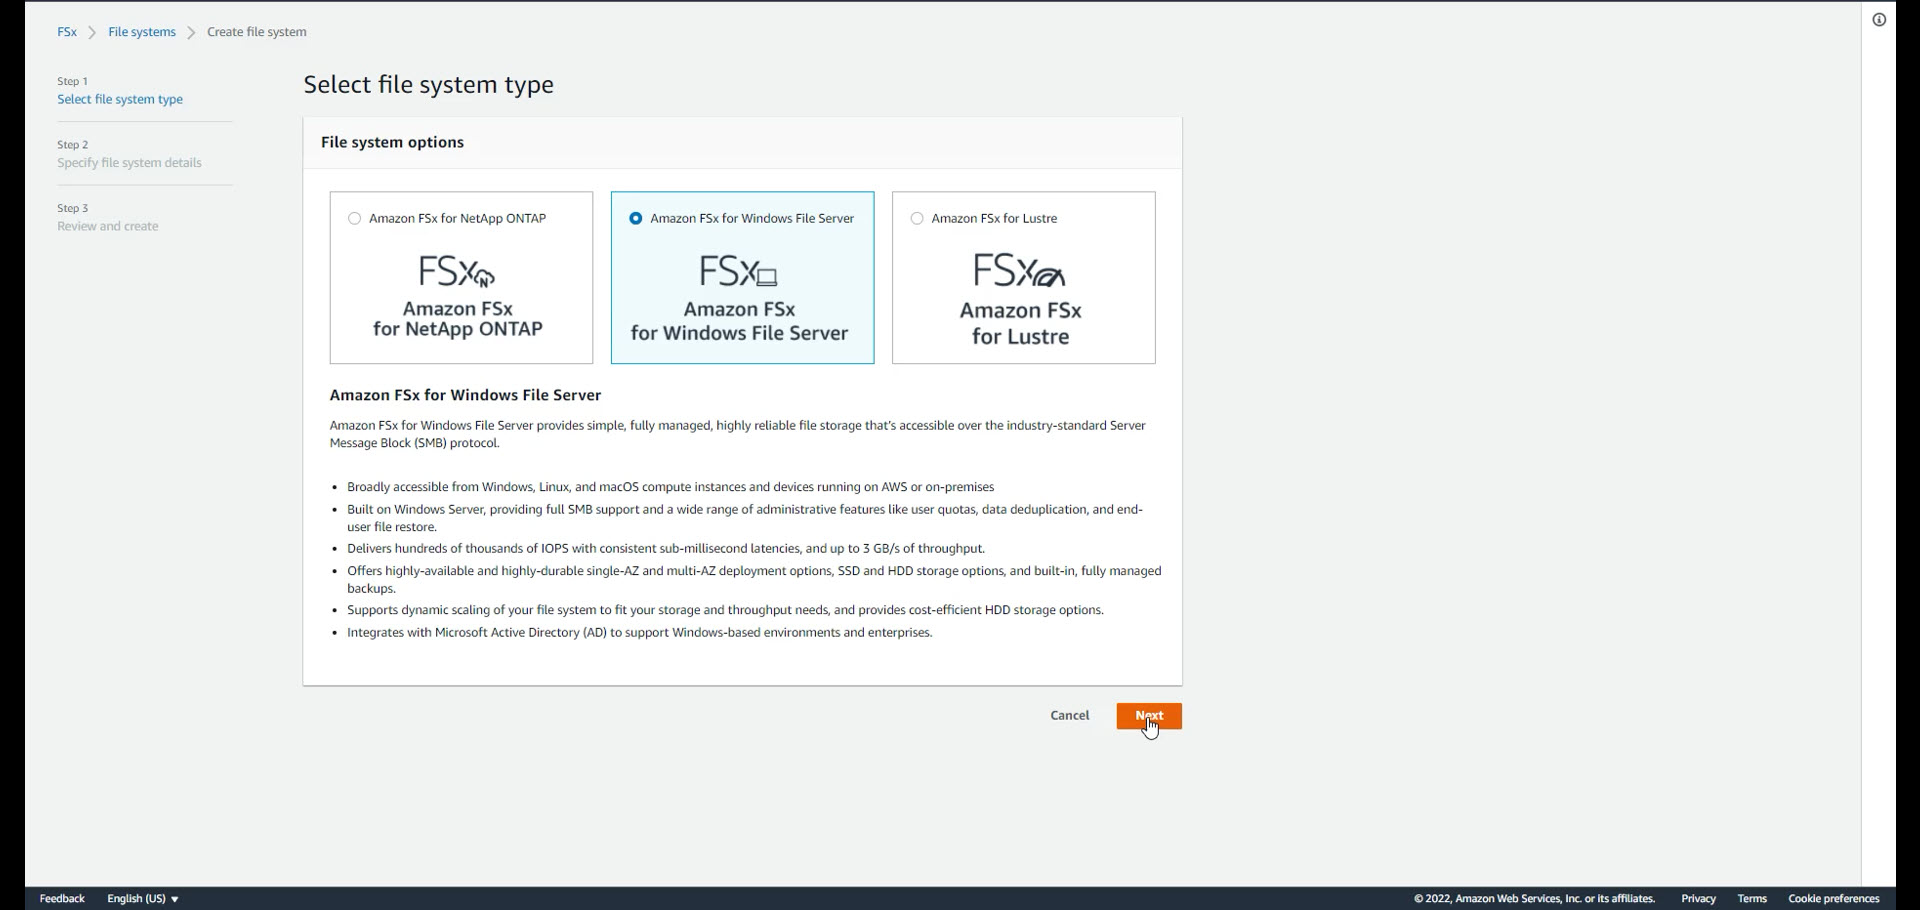 FSx > File systems > Create file system
Step 1
Select file system type
Step 2
Specify file system details
Step 3
Review and create
Select file system type
File system options
Amazon FSx for NetApp ONTAP
FSx
Amazon FSx
for NetApp ONTAP
Amazon FSx for Windows File Server
FSx
Amazon FSx
for Windows File Server
Amazon FSx for Lustre
FSx
Amazon FSx
for Lustre
Amazon FSx for Windows File Server
Amazon FSx for Windows File Server provides simple, fully managed, highly reliable file storage that's accessible over the industry-standard Server
Message Block (SMB) protocol.
• Broadly accessible from Windows, Linux, and macOS compute instances and devices running on AWS or on-premises
• Built on Windows Server, providing full SMB support and a wide range of administrative features like user quotas, data deduplication, and end-
user file restore.
• Delivers hundreds of thousands of IOPS with consistent sub-millisecond latencies, and up to 3 GB/s of throughput.
• Offers highly-available and highly-durable single-AZ and multi-AZ deployment options, SSD and HDD storage options, and built-in, fully managed
backups.
• Supports dynamic scaling of your file system to fit your storage and throughput needs, and provides cost-efficient HDD storage options.
• Integrates with Microsoft Active Directory (AD) to support Windows-based environments and enterprises.
Cancel Next
Feedback English (US) © 2022, Amazon Web Services, Inc. or its affiliates. Privacy Terms Cookie preferences